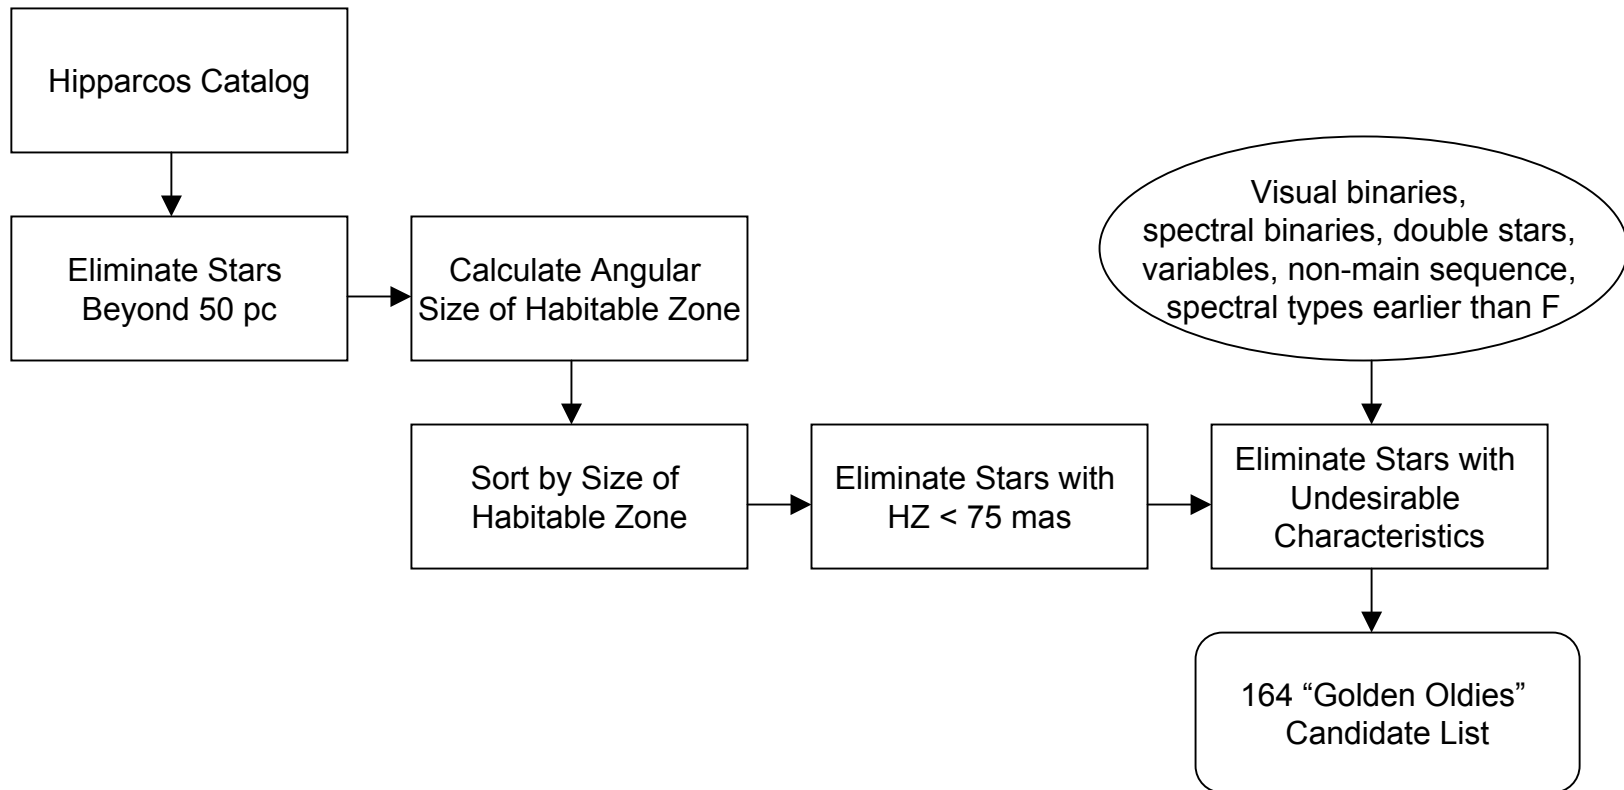 Hipparcos Catalog
Eliminate Stars
Beyond 50 pc
Calculate Angular
Size of Habitable Zone
Sort by Size of
Habitable Zone
Eliminate Stars with
HZ < 75 mas
Visual binaries,
spectral binaries, double stars,
variables, non-main sequence,
spectral types earlier than F
Eliminate Stars with
Undesirable
Characteristics
164 “Golden Oldies”
Candidate List